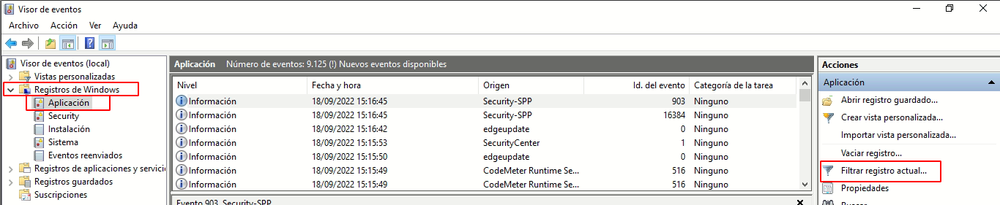 Visor de eventos
Archivo Acción Ver Ayuda
Visor de eventos (local)
Vistas personalizadas
Registros de Windows
Aplicación
Security
Instalación
Sistema
Eventos reenviados
Registros de aplicaciones y servici
Registros guardados
Suscripciones
Aplicación Número de eventos: 9.125 (!) Nuevos eventos disponibles
Nivel Fecha y hora Origen Id. del evento Categoría de la tarea
Información 18/09/2022 15:16:45 Security-SPP 903 Ninguno
Información 18/09/2022 15:16:45 Security-SPP 16384 Ninguno
Información 18/09/2022 15:16:42 edgeupdate 0 Ninguno
Información 18/09/2022 15:15:53 SecurityCenter 1 Ninguno
Información 18/09/2022 15:15:50 edgeupdate 0 Ninguno
Información 18/09/2022 15:15:49 CodeMeter Runtime Se... 516 Ninguno
Información 18/09/2022 15:15:49 CodeMeter Runtime Se... 516 Ninguno
Evento 903, Security-SPP
Acciones
Aplicación
Abrir registro guardado...
Crear vista personalizada...
Importar vista personalizada...
Vaciar registro...
Filtrar registro actual...
Propiedades
Buscar...